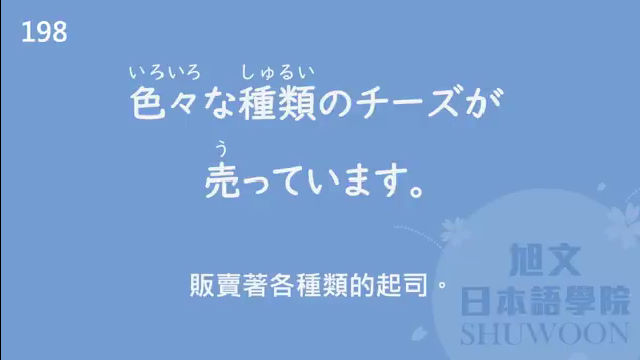 198
いろいろ しゅるい
色々な種類のチーズが
う
売っています。
販賣著各種類的起司。
旭文
日本語學院
SHUWOON